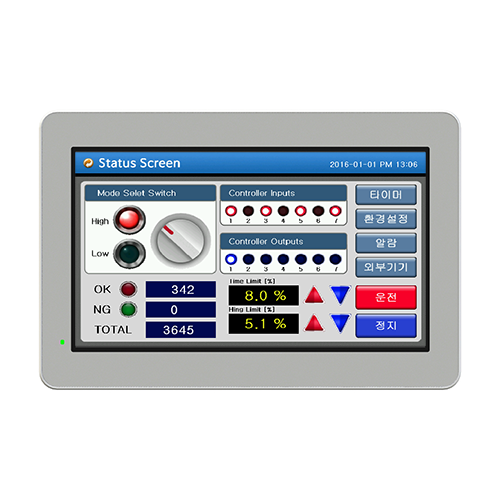 Status Screen
2016-01-01 PM 13:06
Mode Selet Switch
High
Low
Controller Inputs
1 2 3 4 5 6 7
Controller Outputs
1 2 3 4 5 6 7
타이머
환경설정
알람
외부기기
운전
정지
OK 342
NG 0
TOTAL 3645
Time Limit [%]
8.0 %
Hing Limit [%]
5.1 %